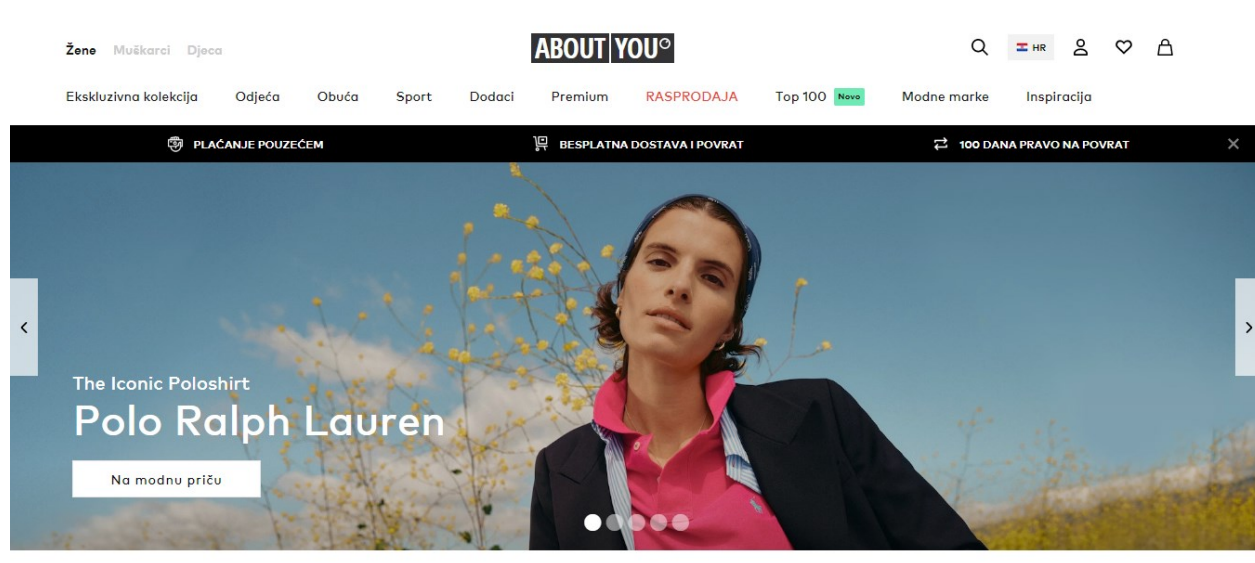 Žene Muškarci Djeca
ABOUT YOU°
HR
Ekskluzivna kolekcija Odjeća Obuća Sport Dodaci Premium RASPRODAJA Top 100 Novo Modne marke Inspiracija
PLAĆANJE POUZEĆEM BESPLATNA DOSTAVA I POVRAT 100 DANA PRAVO NA POVRAT
The Iconic Poloshirt
Polo Ralph Lauren
Na modnu priču